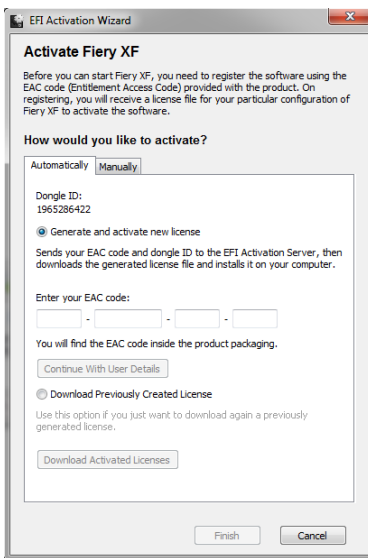 EFI Activation Wizard
Activate Fiery XF
Before you can start Fiery XF, you need to register the software using the
EAC code (Entitlement Access Code) provided with the product. On
registering, you will receive a license file for your particular configuration of
Fiery XF to activate the software.
How would you like to activate?
Automatically Manually
Dongle ID:
1965286422
Generate and activate new license
Sends your EAC code and dongle ID to the EFI Activation Server, then
downloads the generated license file and installs it on your computer.
Enter your EAC code:
- - -
You will find the EAC code inside the product packaging.
Continue With User Details
Download Previously Created License
Use this option if you just want to download again a previously
generated license.
Download Activated Licenses
Finish Cancel